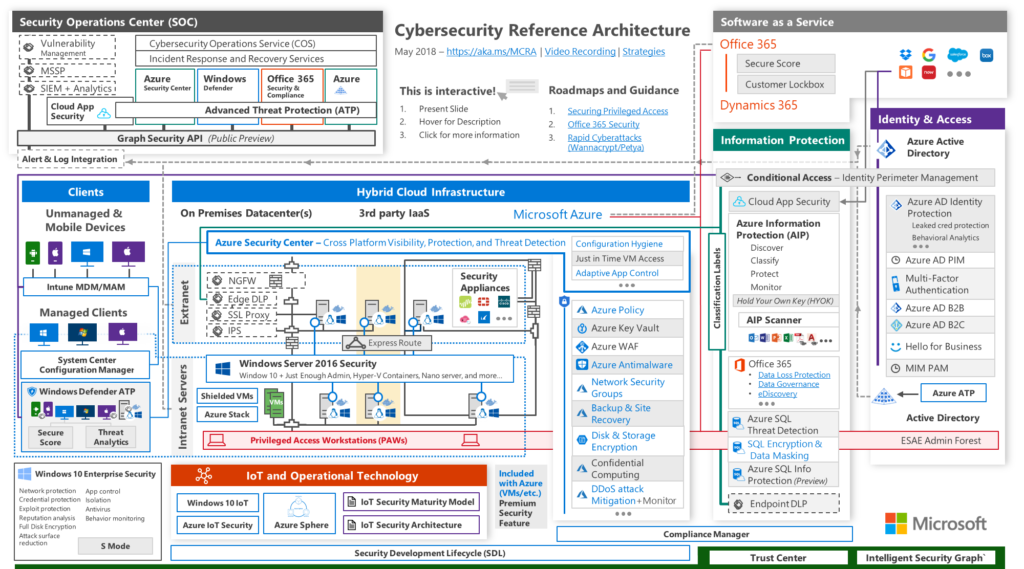 Security Operations Center (SOC)
Vulnerability
Management
MSSP
SIEM + Analytics
Cybersecurity Operations Service (COS)
Incident Response and Recovery Services
Azure
Security Center
Windows
Defender
Office 365
Security &
Compliance
Azure
Cloud App
Security
Advanced Threat Protection (ATP)
Graph Security API (Public Preview)
Alert & Log Integration
Cybersecurity Reference Architecture
May 2018 – https://aka.ms/MCRA | Video Recording | Strategies
This is interactive!
1. Present Slide
2. Hover for Description
3. Click for more information
Roadmaps and Guidance
1. Securing Privileged Access
2. Office 365 Security
3. Rapid Cyberattacks
(Wannacrypt/Petya)
Software as a Service
Office 365
Secure Score
Customer Lockbox
Dynamics 365
Google
salesforce
box
Identity & Access
Azure Active
Directory
Information Protection
Conditional Access – Identity Perimeter Management
Clients
Unmanaged &
Mobile Devices
Intune MDM/MAM
Managed Clients
System Center
Configuration Manager
Windows Defender ATP
Secure
Score
Threat
Analytics
Windows 10 Enterprise Security
Network protection
Credential protection
Exploit protection
Reputation analysis
Full Disk Encryption
Attack surface
reduction
App control
Isolation
Antivirus
Behavior monitoring
S Mode
Hybrid Cloud Infrastructure
On Premises Datacenter(s)
3rd party IaaS
Microsoft Azure
Azure Security Center – Cross Platform Visibility, Protection, and Threat Detection
Configuration Hygiene
Just in Time VM Access
Adaptive App Control
Extranet
NGFW
Edge DLP
SSL Proxy
IPS
Security
Appliances
Express Route
Intranet Servers
Windows Server 2016 Security
Window 10 + Just Enough Admin, Hyper-V Containers, Nano server, and more…
Shielded VMs
Azure Stack
VMs
Privileged Access Workstations (PAWs)
Azure Policy
Azure Key Vault
Azure WAF
Azure Antimalware
Network Security
Groups
Backup & Site
Recovery
Disk & Storage
Encryption
Confidential
Computing
DDoS attack
Mitigation+Monitor
Classification Labels
Cloud App Security
Azure Information
Protection (AIP)
Discover
Classify
Protect
Monitor
Hold Your Own Key (HYOK)
AIP Scanner
Office 365
• Data Loss Protection
• Data Governance
• eDiscovery
Azure SQL
Threat Detection
SQL Encryption &
Data Masking
Azure SQL Info
Protection (Preview)
Endpoint DLP
Azure AD Identity
Protection
Leaked cred protection
Behavioral Analytics
Azure AD PIM
Multi-Factor
Authentication
Azure AD B2B
Azure AD B2C
Hello for Business
MIM PAM
Azure ATP
Active Directory
ESAE Admin Forest
IoT and Operational Technology
Windows 10 IoT
Azure IoT Security
Azure Sphere
IoT Security Maturity Model
IoT Security Architecture
Included
with Azure
(VMs/etc.)
Premium
Security
Feature
Security Development Lifecycle (SDL)
Compliance Manager
Trust Center
Intelligent Security Graph`
Microsoft